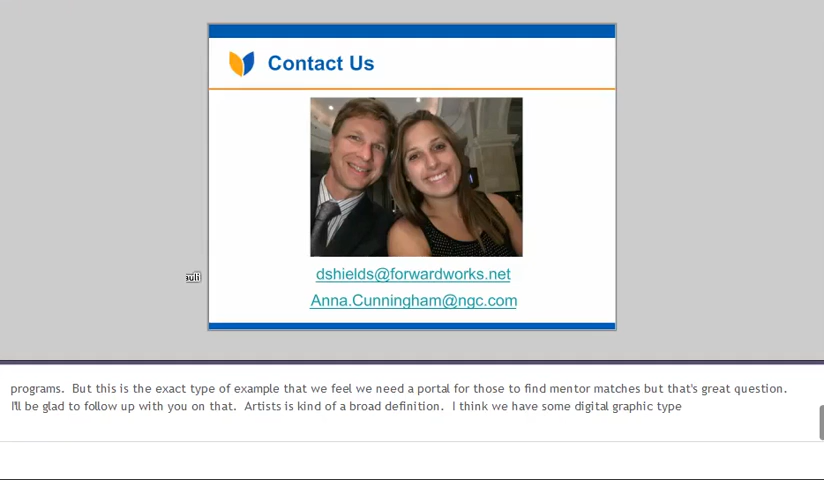 Contact Us
dshields@forwardworks.net
Anna.Cunningham@ngc.com
programs. But this is the exact type of example that we feel we need a portal for those to find mentor matches but that's great question.
I'll be glad to follow up with you on that. Artists is kind of a broad definition. I think we have some digital graphic type